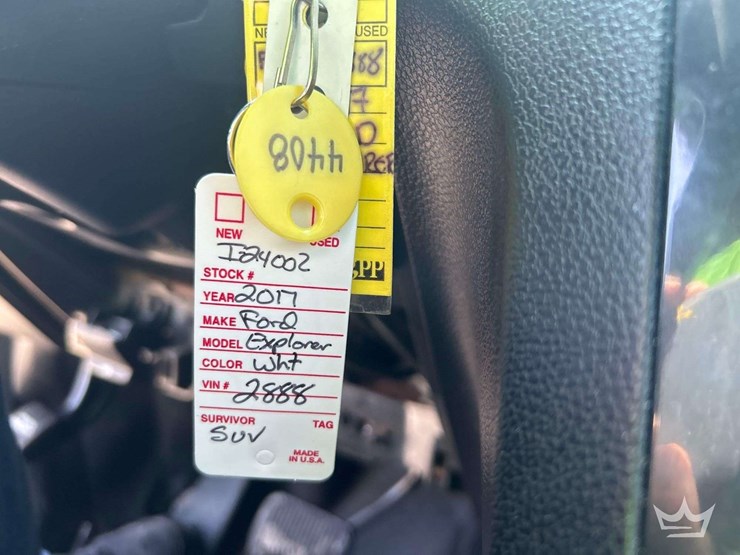 USED
4408
NEW
USED
I24002
STOCK #
YEAR 2017
MAKE Ford
MODEL Explorer
COLOR Wht
VIN # 2888
SURVIVOR TAG
SUV
MADE
IN U.S.A.